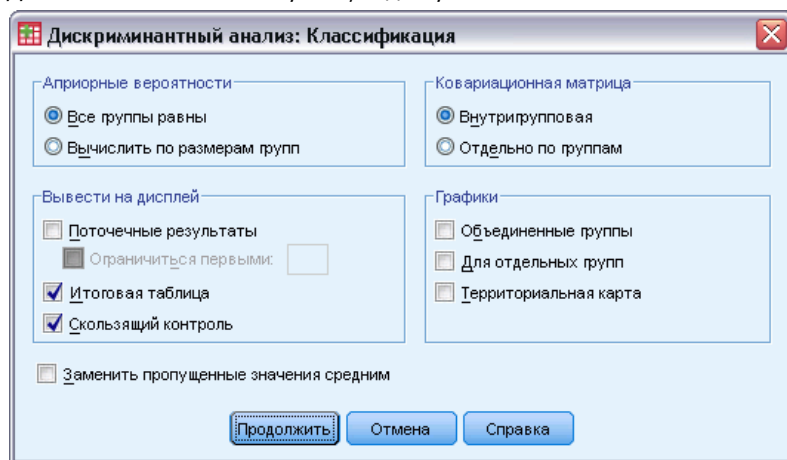 Дискриминантный анализ: Классификация
Априорные вероятности
Все группы равны
Вычислить по размерам групп
Ковариационная матрица
Внутригрупповая
Отдельно по группам
Вывести на дисплей
Поточечные результаты
Ограничиться первыми:
Итоговая таблица
Скользящий контроль
Графики
Объединенные группы
Для отдельных групп
Территориальная карта
Заменить пропущенные значения средним
Продолжить Отмена Справка